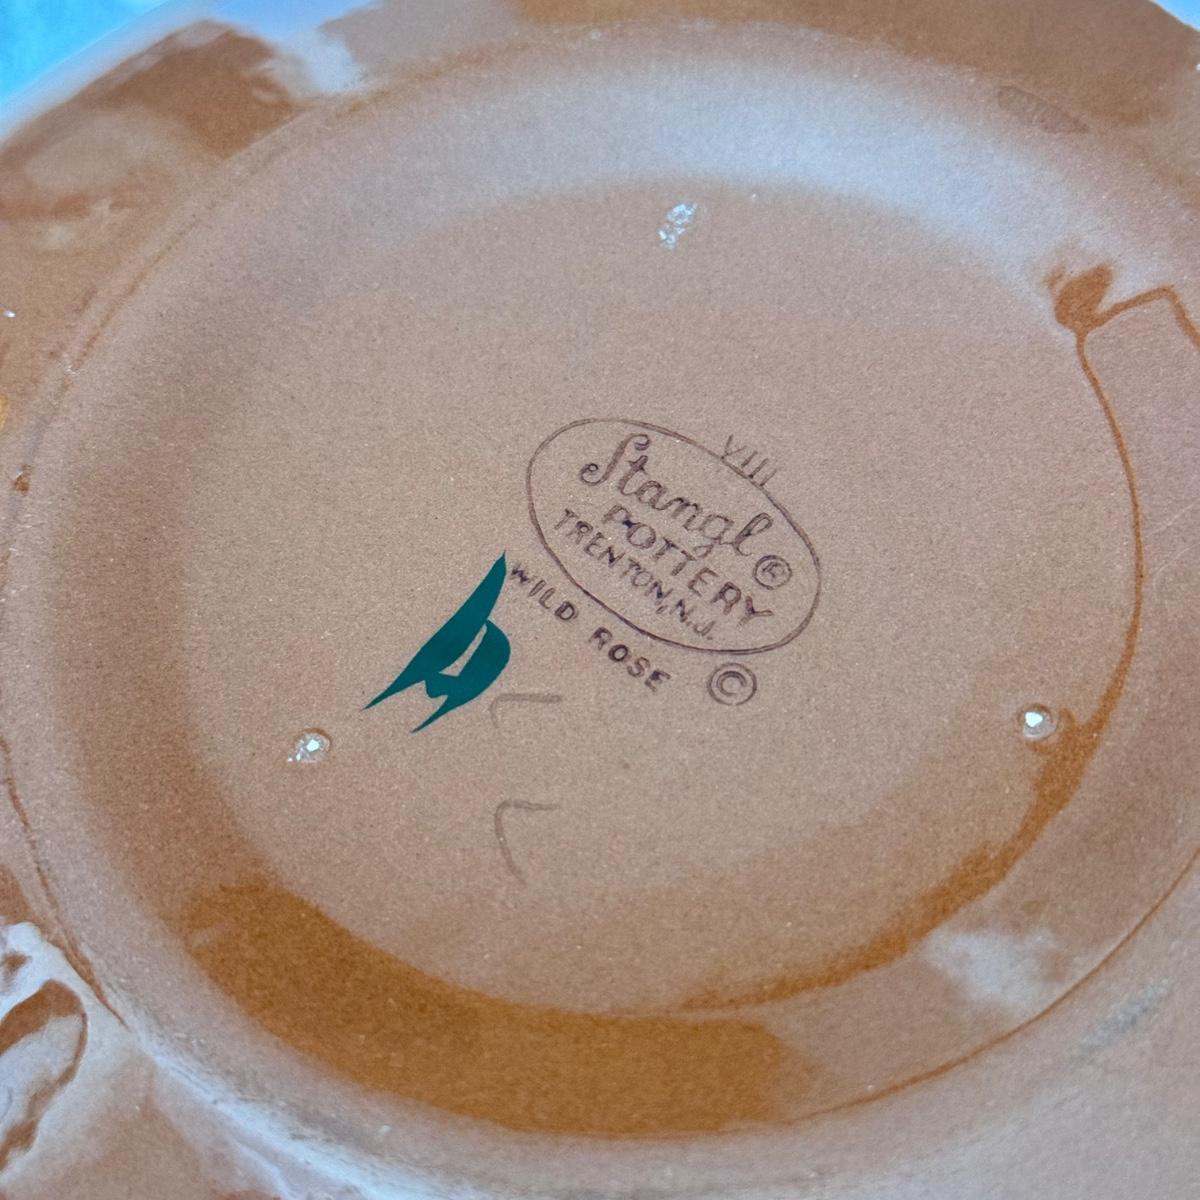 VIII
Stangl®
POTTERY
TRENTON, N.J.
WILD ROSE ©